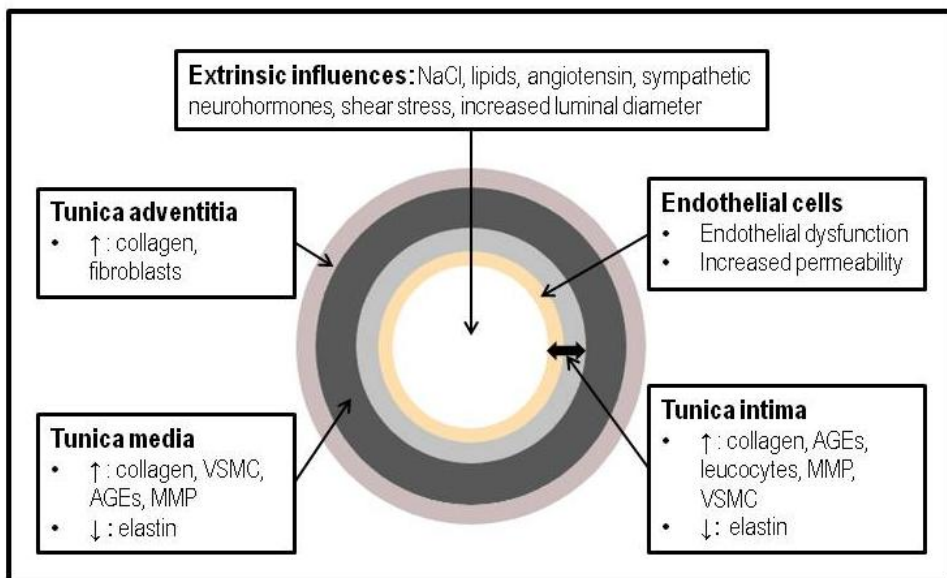 Extrinsic influences: NaCl, lipids, angiotensin, sympathetic
neurohormones, shear stress, increased luminal diameter
Tunica adventitia
• ↑ : collagen,
fibroblasts
Endothelial cells
• Endothelial dysfunction
• Increased permeability
Tunica media
• ↑ : collagen, VSMC,
AGEs, MMP
• ↓ : elastin
Tunica intima
• ↑ : collagen, AGEs,
leucocytes, MMP,
VSMC
• ↓ : elastin